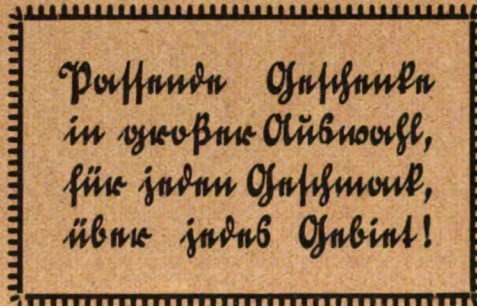 Passende Geschenke
in großer Auswahl,
für jeden Geschmack,
über jedes Gebiet!